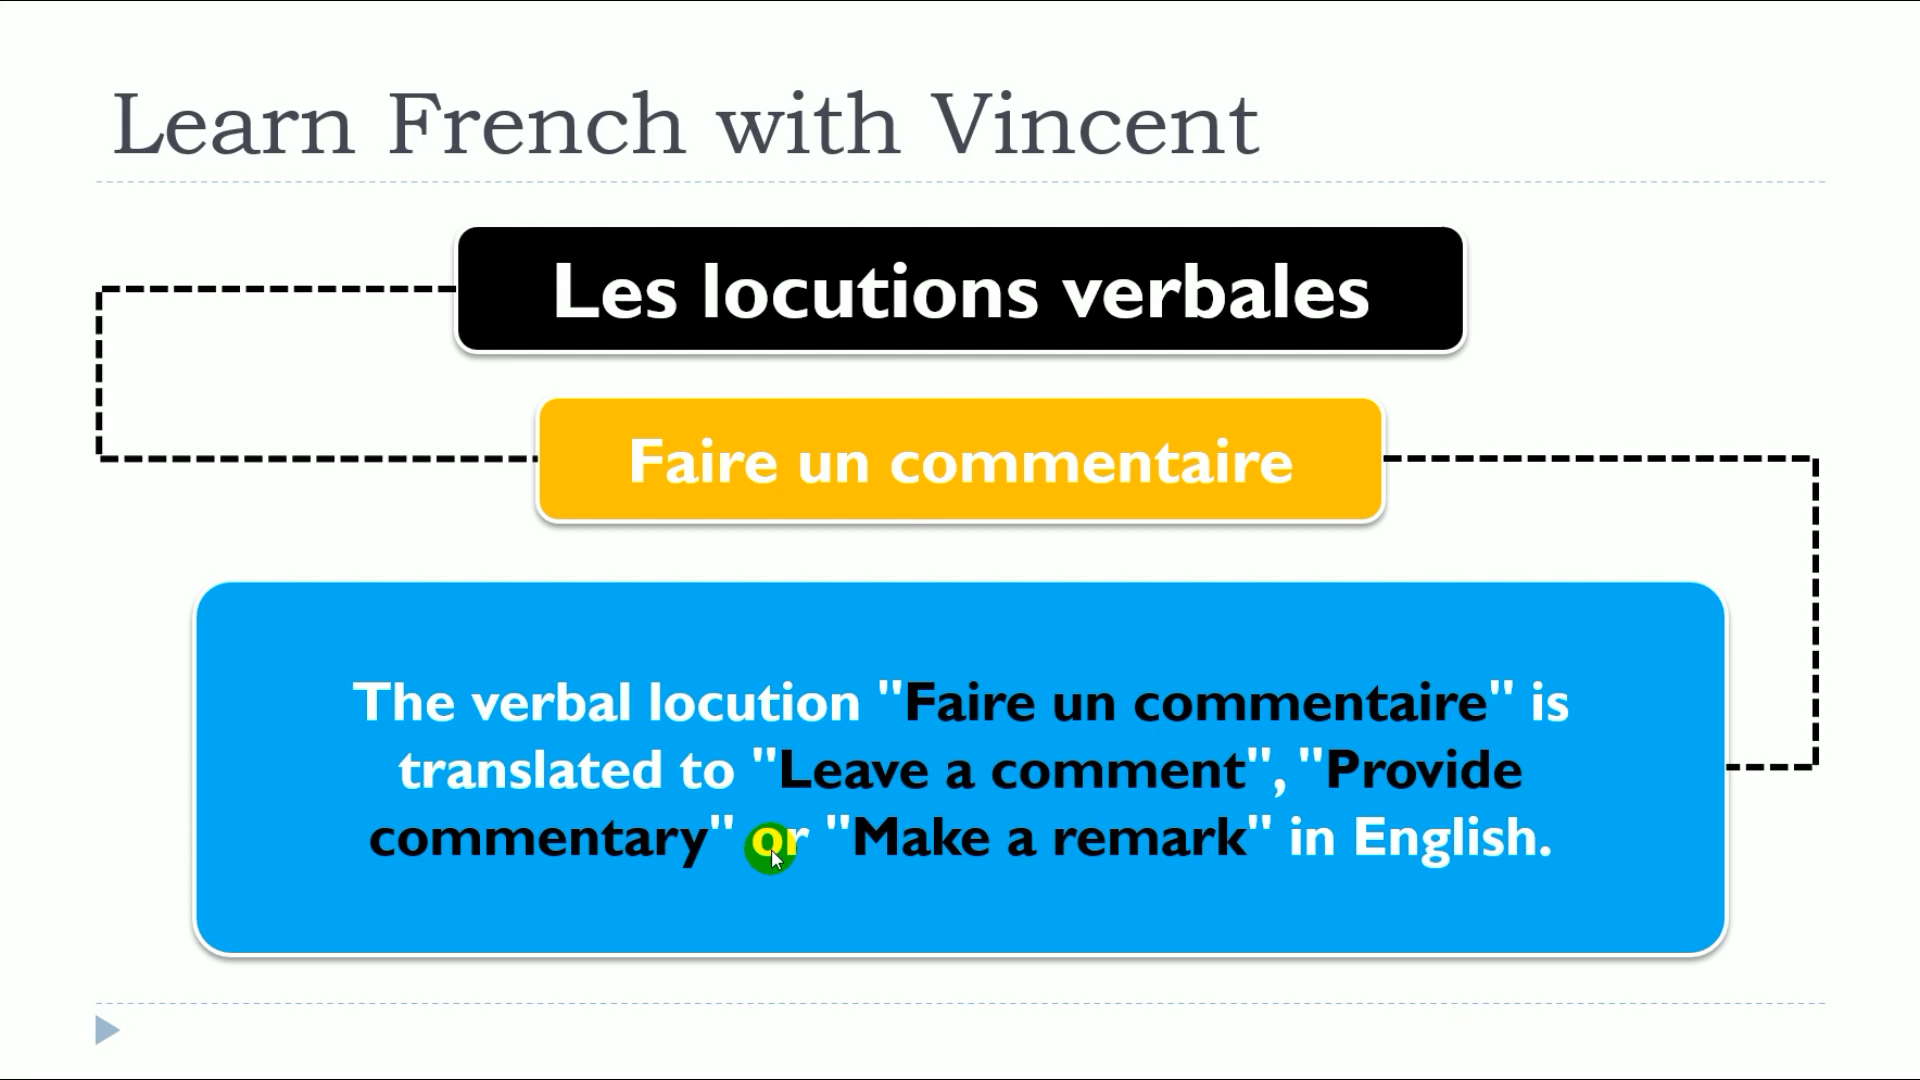 Learn French with Vincent
Les locutions verbales
Faire un commentaire
The verbal locution "Faire un commentaire" is
translated to "Leave a comment", "Provide
commentary" or "Make a remark" in English.